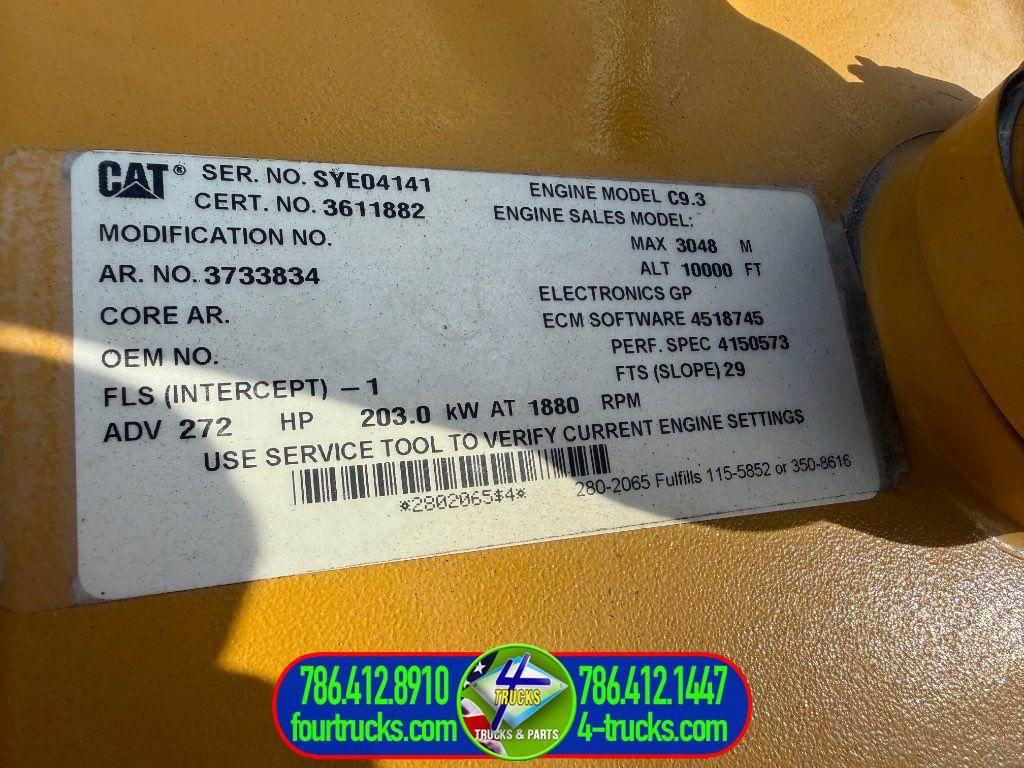 CAT® SER. NO. SYE04141 ENGINE MODEL C9.3
CERT. NO. 3611882 ENGINE SALES MODEL:
MODIFICATION NO. MAX 3048 M
AR. NO. 3733834 ALT 10000 FT
ELECTRONICS GP
CORE AR. ECM SOFTWARE 4518745
OEM NO. PERF. SPEC 4150573
FLS (INTERCEPT) -1 FTS (SLOPE) 29
ADV 272 HP 203.0 kW AT 1880 RPM
USE SERVICE TOOL TO VERIFY CURRENT ENGINE SETTINGS
*2802065$4* 280-2065 Fulfills 115-5852 or 350-8616
786.412.8910 4 TRUCKS 786.412.1447
fourtrucks.com TRUCKS & PARTS 4-trucks.com